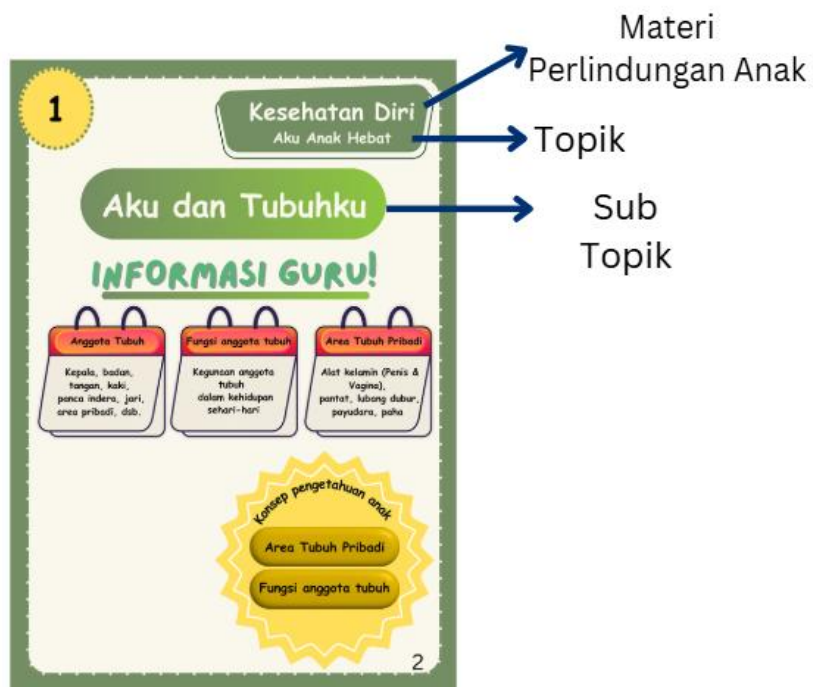 Materi
Perlindungan Anak
1
Kesehatan Diri
Aku Anak Hebat
Topik
Aku dan Tubuhku
Sub
Topik
INFORMASI GURU!
Anggota Tubuh
Kepala, badan,
tangan, kaki,
panca indera, jari,
area pribadi, dsb.
Fungsi anggota tubuh
Kegunaan anggota
tubuh
dalam kehidupan
sehari-hari
Area Tubuh Pribadi
Alat kelamin (Penis &
Vagina),
pantat, lubang dubur,
payudara, paha
Konsep pengetahuan anak
Area Tubuh Pribadi
Fungsi anggota tubuh
2